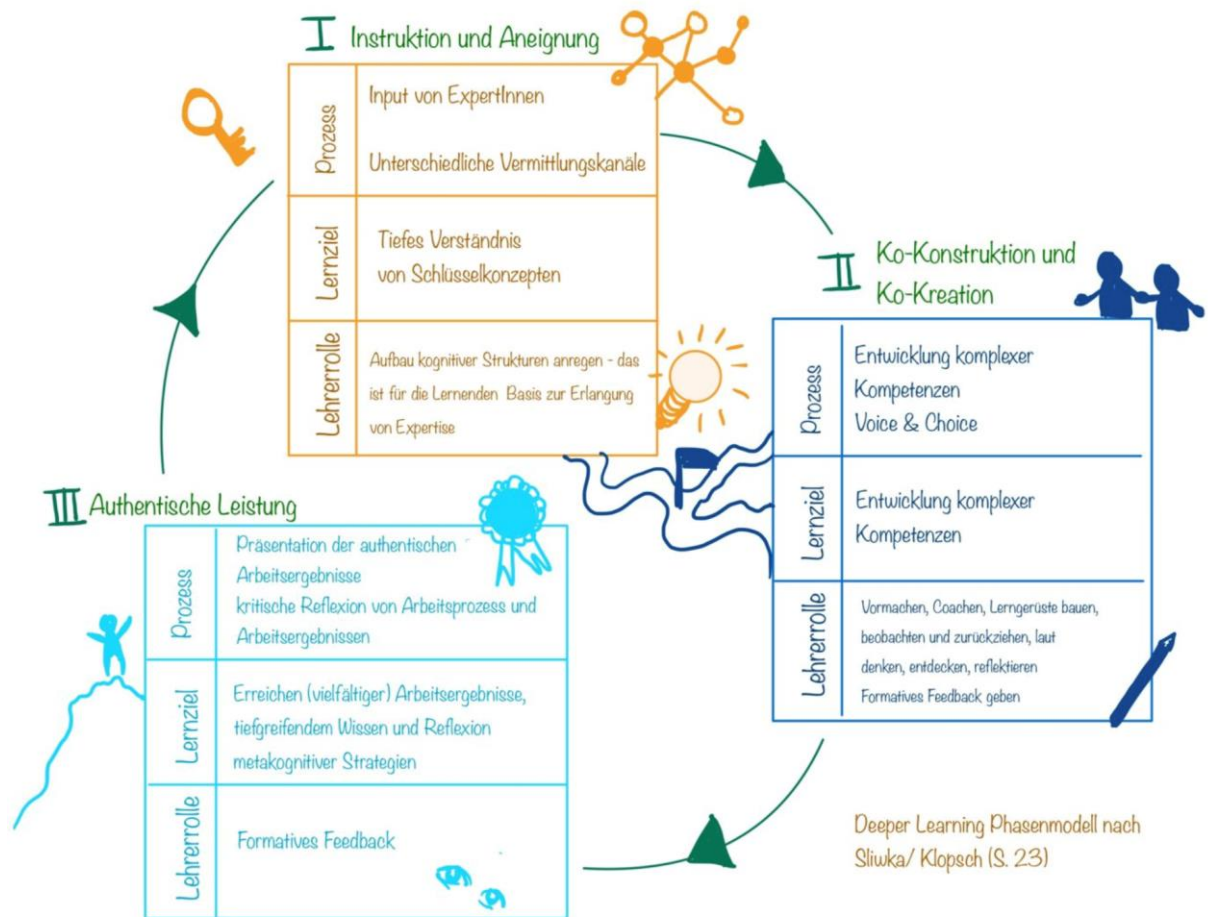 I Instruktion und Aneignung
Prozess
Input von ExpertInnen
Unterschiedliche Vermittlungskanäle
Lernziel
Tiefes Verständnis
von Schlüsselkonzepten
Lehrerrolle
Aufbau kognitiver Strukturen anregen - das
ist für die Lernenden Basis zur Erlangung
von Expertise
II Ko-Konstruktion und
Ko-Kreation
Prozess
Entwicklung komplexer
Kompetenzen
Voice & Choice
Lernziel
Entwicklung komplexer
Kompetenzen
Lehrerrolle
Vormachen, Coachen, Lerngerüste bauen,
beobachten und zurückziehen, laut
denken, entdecken, reflektieren
Formatives Feedback geben
III Authentische Leistung
Prozess
Präsentation der authentischen
Arbeitsergebnisse
kritische Reflexion von Arbeitsprozess und
Arbeitsergebnissen
Lernziel
Erreichen (vielfältiger) Arbeitsergebnisse,
tiefgreifendem Wissen und Reflexion
metakognitiver Strategien
Lehrerrolle
Formatives Feedback
Deeper Learning Phasenmodell nach
Sliwka/ Klopsch (S. 23)